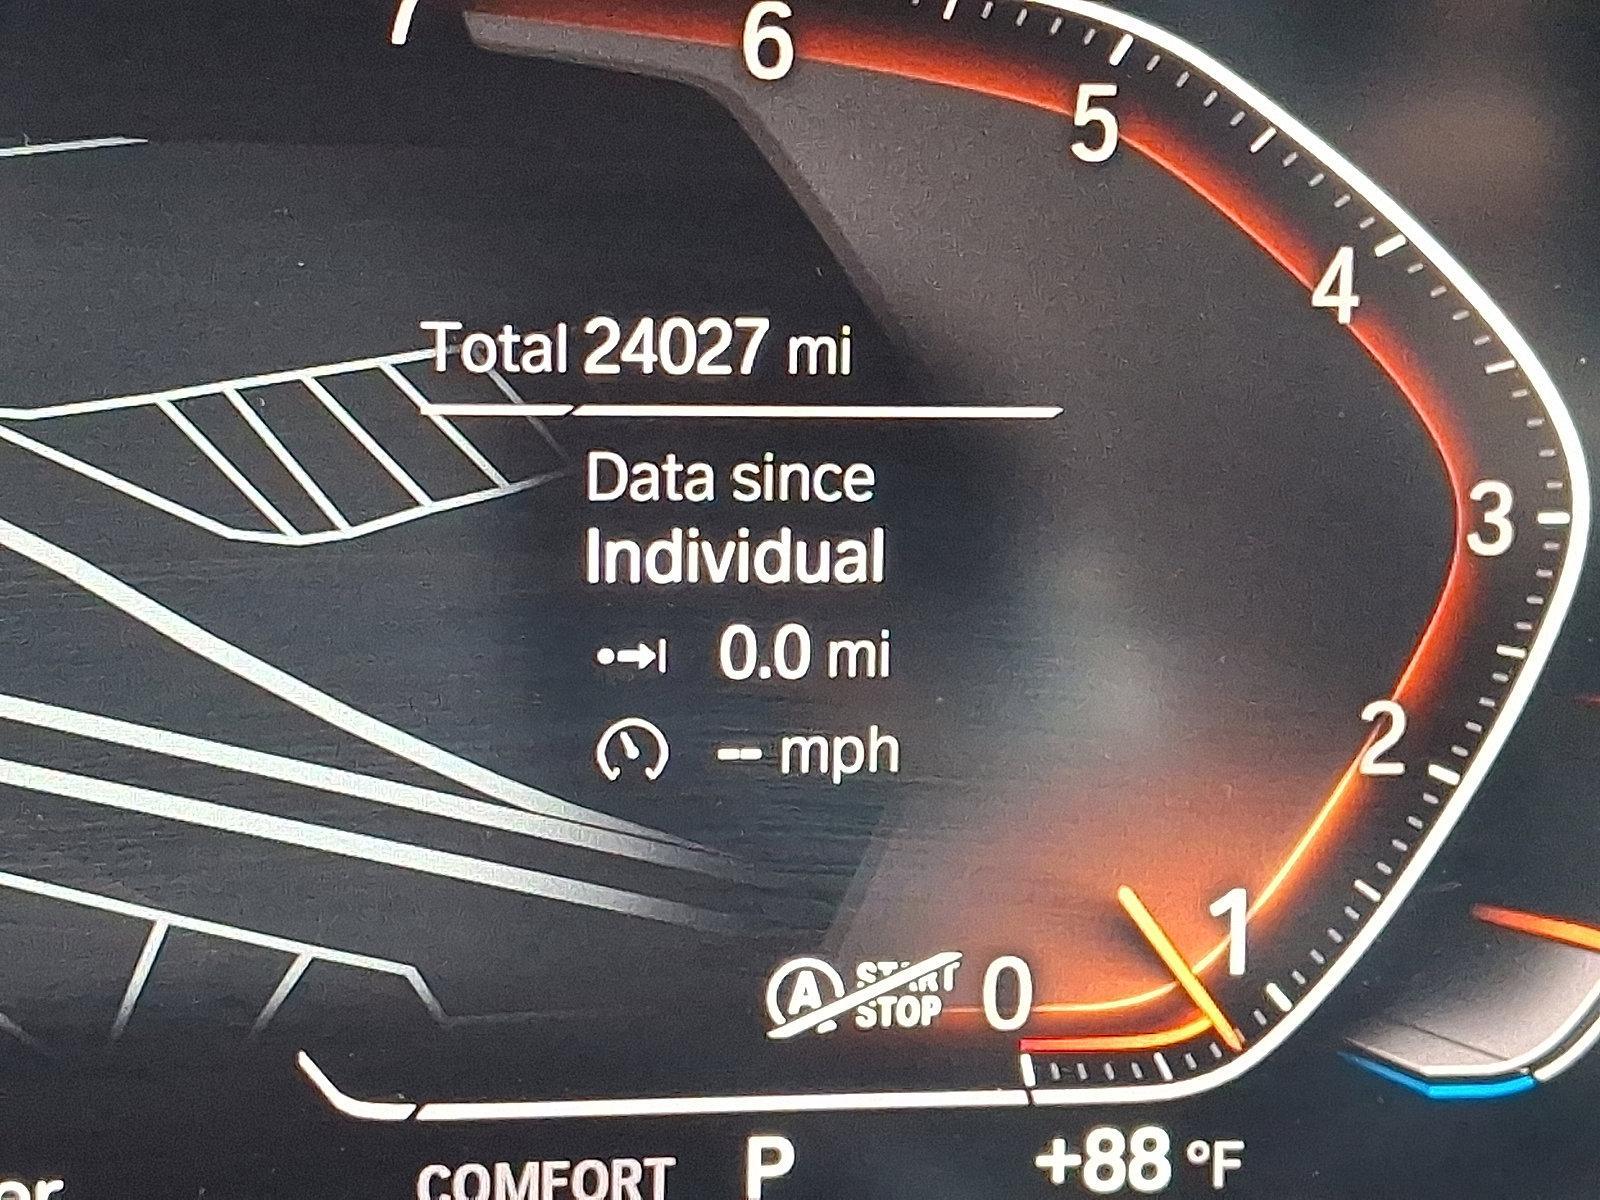 7
6
5
4
Total 24027 mi
Data since
Individual
3
0.0 mi
2
-- mph
1
A START
STOP
0
COMFORT P +88 °F